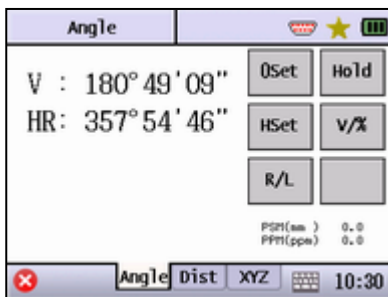 Angle
V : 180°49'09"
HR: 357°54'46"
0Set Hold
HSet V/%
R/L
PSM(mm ) 0.0
PPM(ppm) 0.0
Angle Dist XYZ 10:30